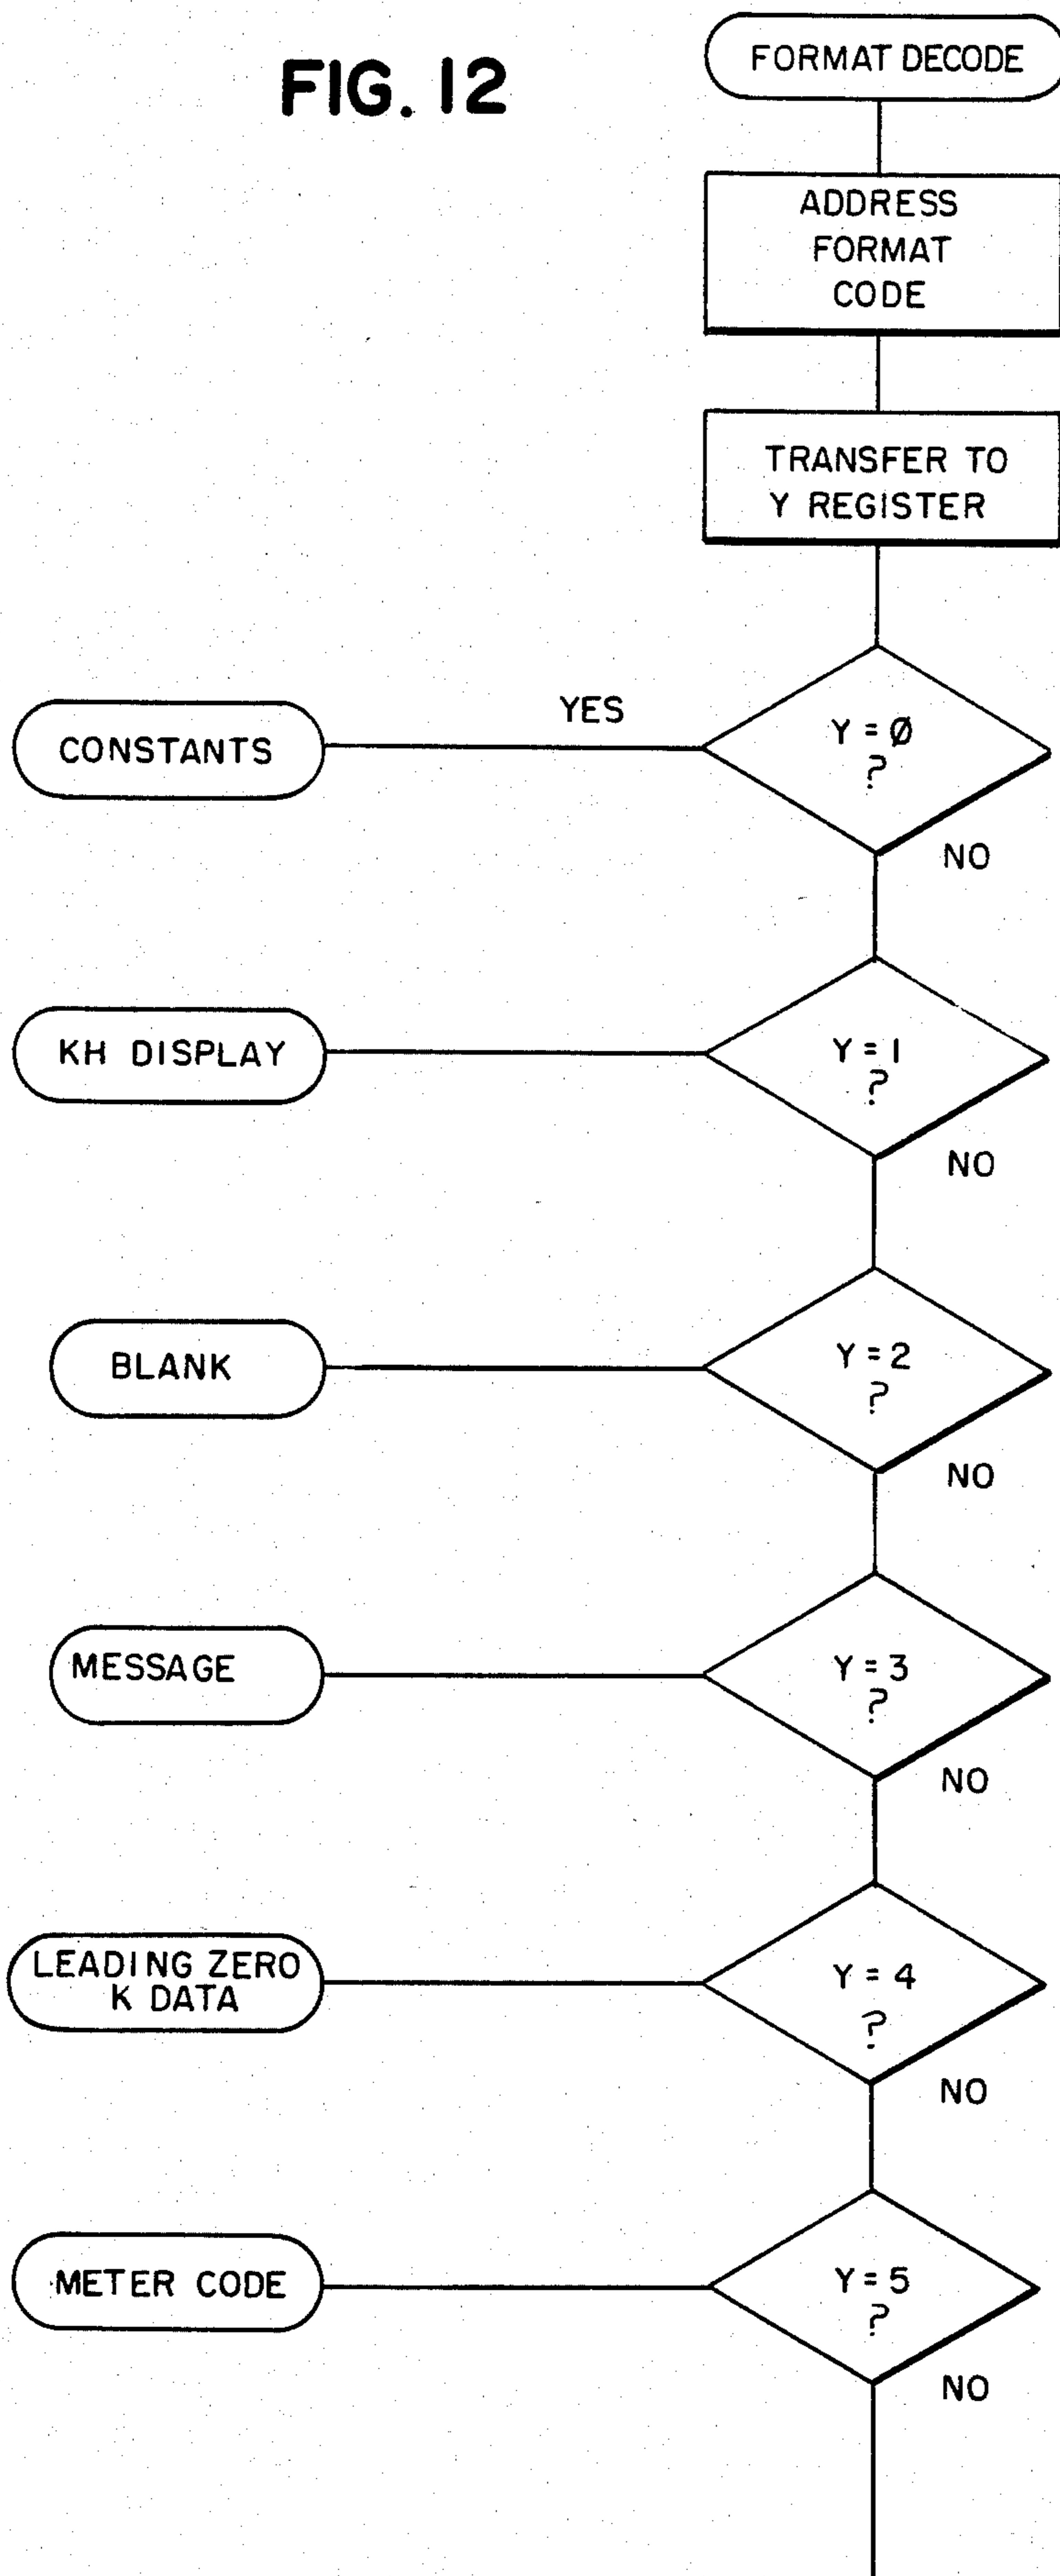 FIG. 12
FORMAT DECODE
ADDRESS
FORMAT
CODE
TRANSFER TO
Y REGISTER
CONSTANTS
YES
Y = Ø
?
NO
KH DISPLAY
Y = 1
?
NO
BLANK
Y = 2
?
NO
MESSAGE
Y = 3
?
NO
LEADING ZERO
K DATA
Y = 4
?
NO
METER CODE
Y = 5
?
NO